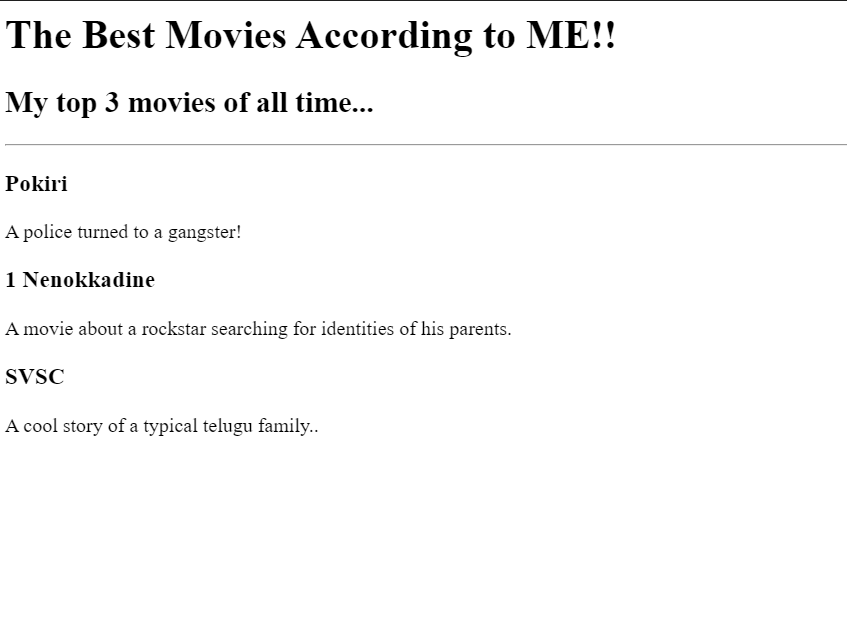 The Best Movies According to ME!!
My top 3 movies of all time...
Pokiri
A police turned to a gangster!
1 Nenokkadine
A movie about a rockstar searching for identities of his parents.
SVSC
A cool story of a typical telugu family..